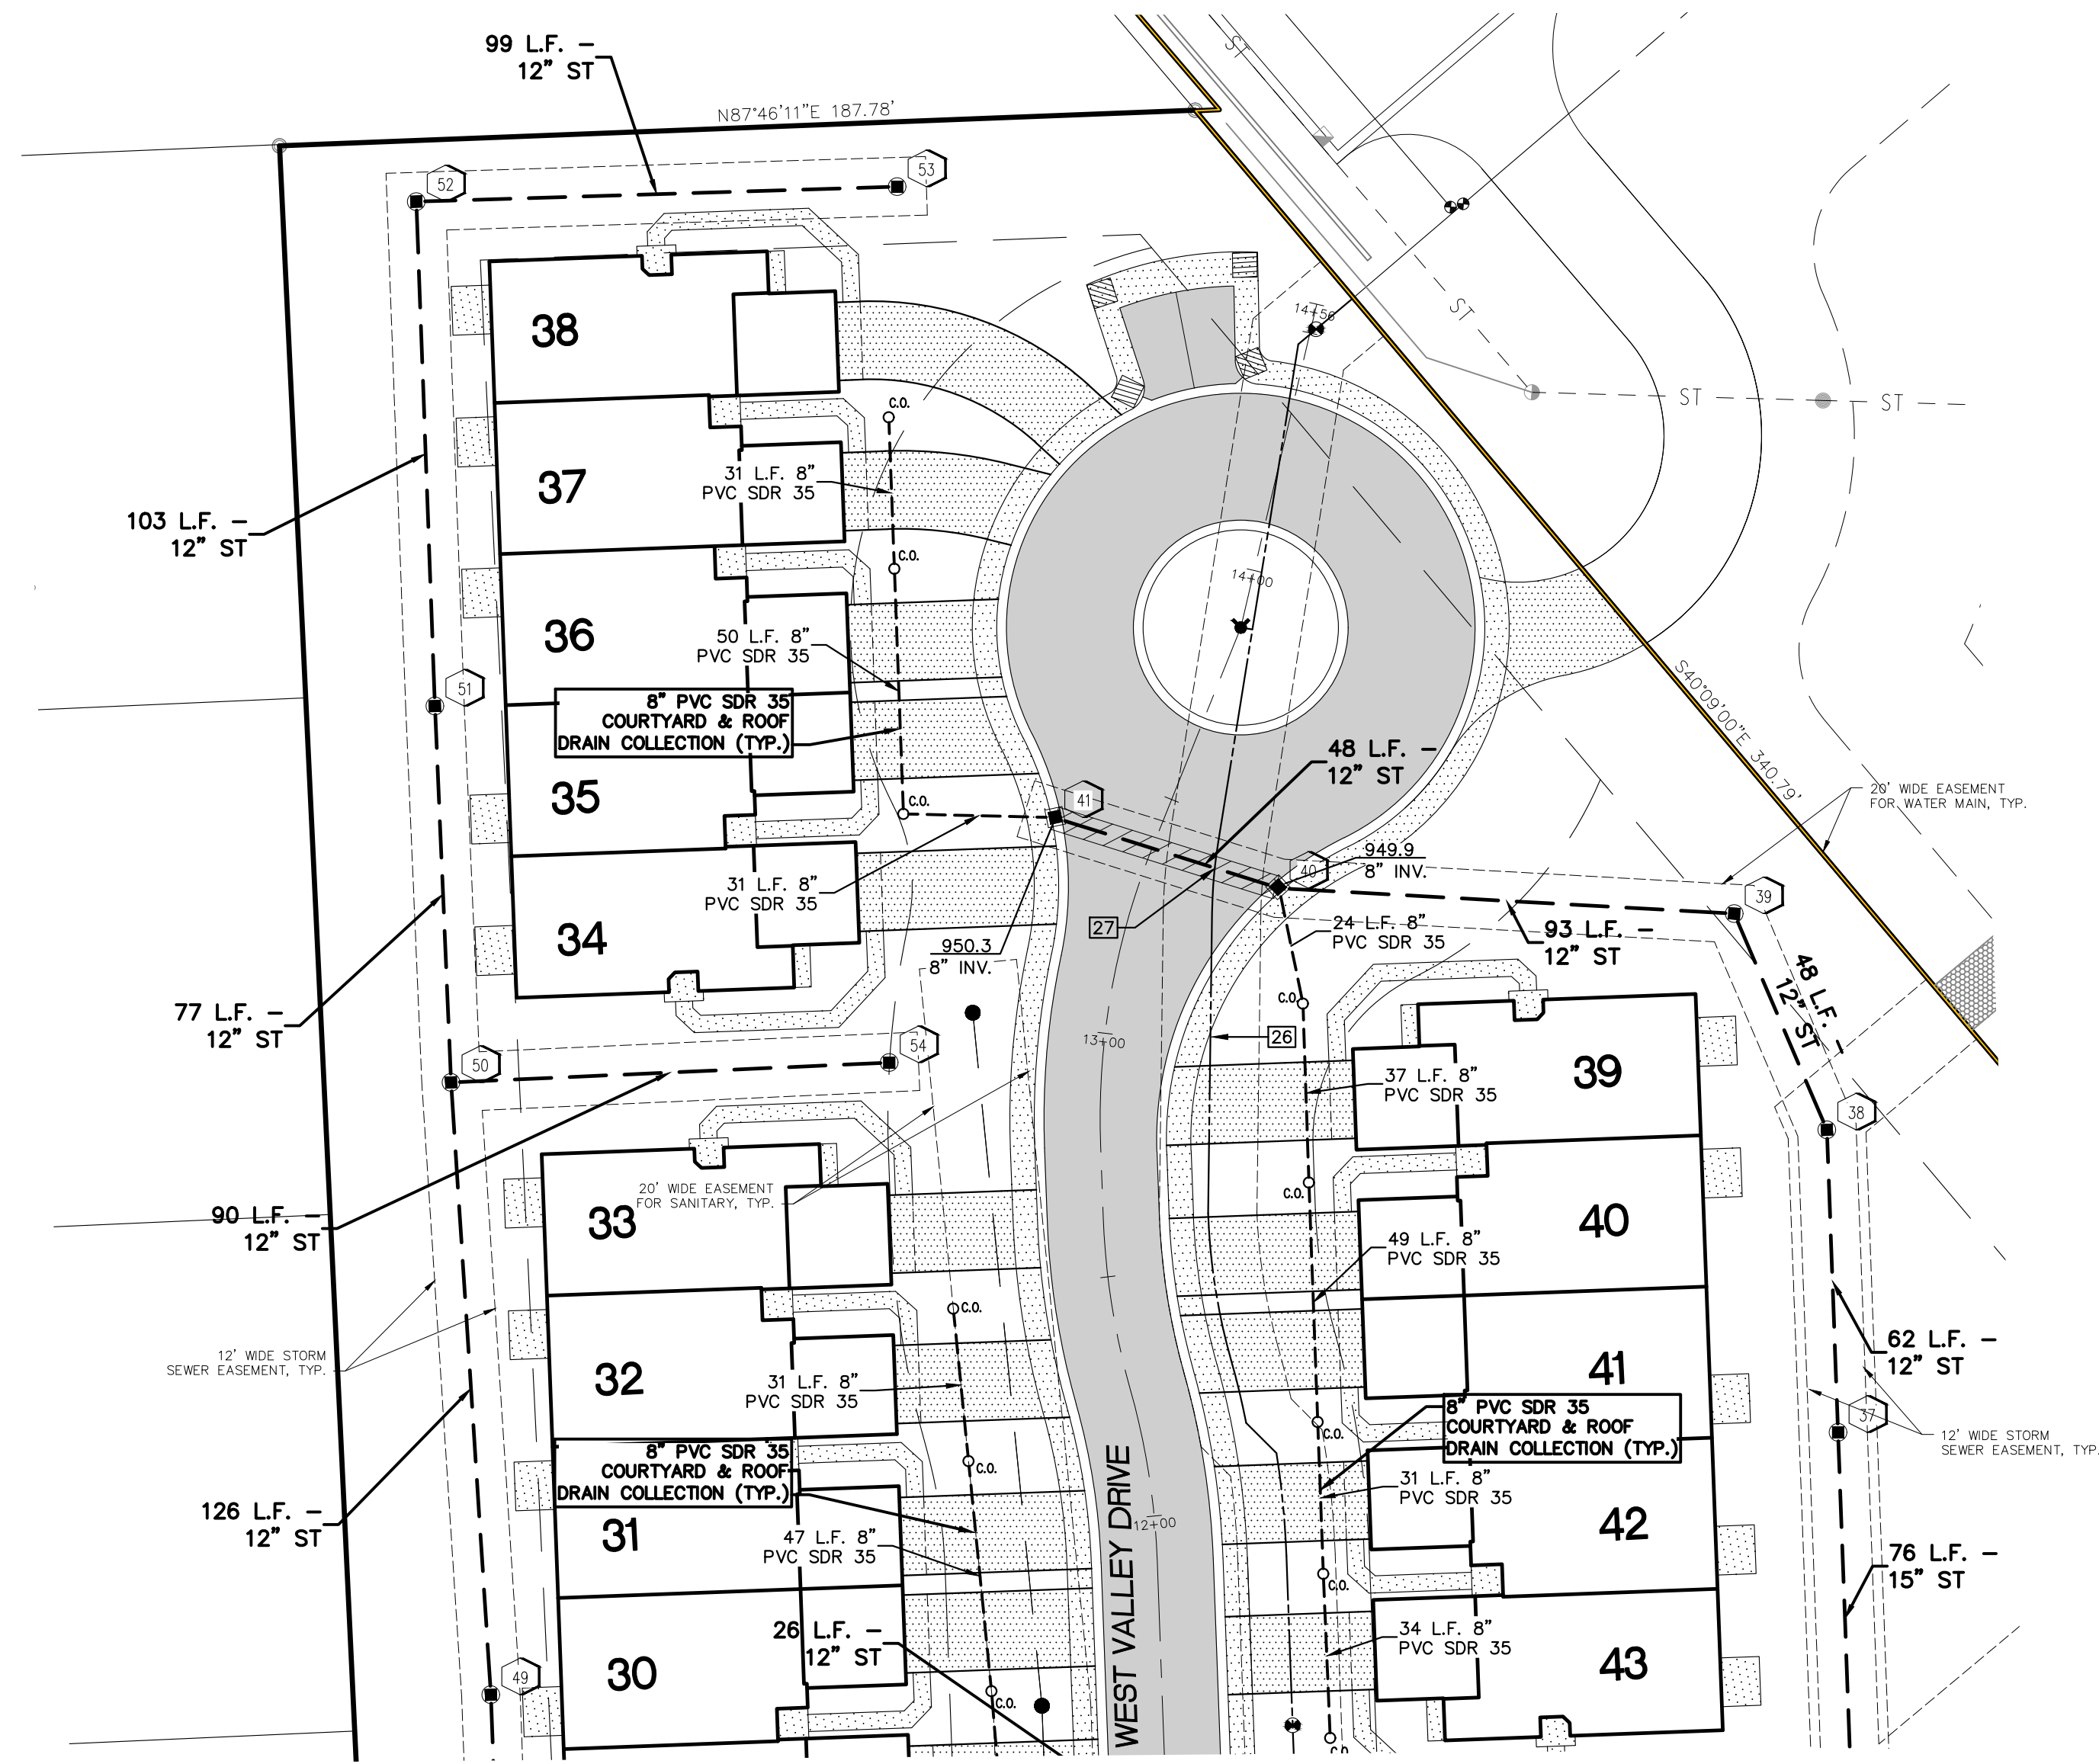 99 L.F. –
12" ST
N87°46'11"E 187.78'
ST
53
52
38
14+56
ST
ST
ST
C.O.
37
31 L.F. 8"
PVC SDR 35
103 L.F. –
12" ST
C.O.
14+00
36
50 L.F. 8"
PVC SDR 35
51
8" PVC SDR 35
COURTYARD & ROOF
DRAIN COLLECTION (TYP.)
S40°09'00"E 340.79'
48 L.F. –
12" ST
20' WIDE EASEMENT
FOR WATER MAIN, TYP.
35
C.O.
41
949.9
8" INV.
40
39
31 L.F. 8"
PVC SDR 35
34
27
24 L.F. 8"
PVC SDR 35
93 L.F. –
12" ST
950.3
8" INV.
48 L.F. –
12" ST
C.O.
77 L.F. –
12" ST
50
54
13+00
26
37 L.F. 8"
PVC SDR 35
39
38
20' WIDE EASEMENT
FOR SANITARY, TYP.
90 L.F. –
12" ST
33
C.O.
40
49 L.F. 8"
PVC SDR 35
C.O.
12' WIDE STORM
SEWER EASEMENT, TYP.
62 L.F. –
12" ST
32
31 L.F. 8"
PVC SDR 35
41
8" PVC SDR 35
COURTYARD & ROOF
DRAIN COLLECTION (TYP.)
37
12' WIDE STORM
SEWER EASEMENT, TYP.
C.O.
8" PVC SDR 35
COURTYARD & ROOF
DRAIN COLLECTION (TYP.)
C.O.
31 L.F. 8"
PVC SDR 35
126 L.F. –
12" ST
31
47 L.F. 8"
PVC SDR 35
12+00
42
76 L.F. –
15" ST
C.O.
WEST VALLEY DRIVE
26 L.F. –
12" ST
34 L.F. 8"
PVC SDR 35
30
43
49
C.O.
C.O.